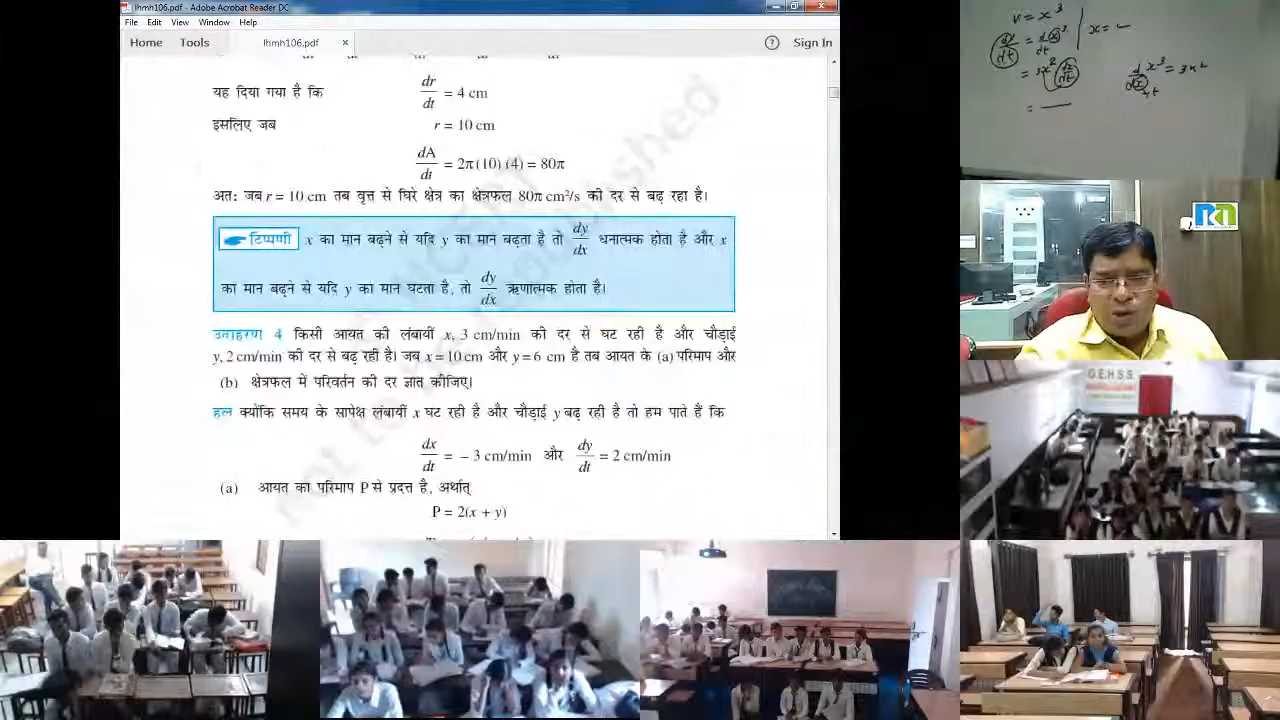 lhmh106.pdf - Adobe Acrobat Reader DC
File Edit View Window Help
Home Tools lhmh106.pdf × Sign In
यह दिया गया है कि dr/dt = 4 cm
इसलिए जब r = 10 cm
dA/dt = 2π(10) (4) = 80π
अत: जब r = 10 cm तब वृत्त से घिरे क्षेत्र का क्षेत्रफल 80π cm²/s की दर से बढ़ रहा है।
टिप्पणी x का मान बढ़ने से यदि y का मान बढ़ता है तो dy/dx धनात्मक होता है और x
का मान बढ़ने से यदि y का मान घटता है, तो dy/dx ऋणात्मक होता है।
उदाहरण 4 किसी आयत की लंबायीं x, 3 cm/min की दर से घट रही है और चौड़ाई
y, 2 cm/min की दर से बढ़ रही है। जब x = 10 cm और y = 6 cm है तब आयत के (a) परिमाप और
(b) क्षेत्रफल में परिवर्तन की दर ज्ञात कीजिए।
हल क्योंकि समय के सापेक्ष लंबायीं x घट रही है और चौड़ाई y बढ़ रही है तो हम पाते हैं कि
dx/dt = – 3 cm/min और dy/dt = 2 cm/min
(a) आयत का परिमाप P से प्रदत्त है, अर्थात्
P = 2(x + y)
V = x³
G.E.H.S.S.